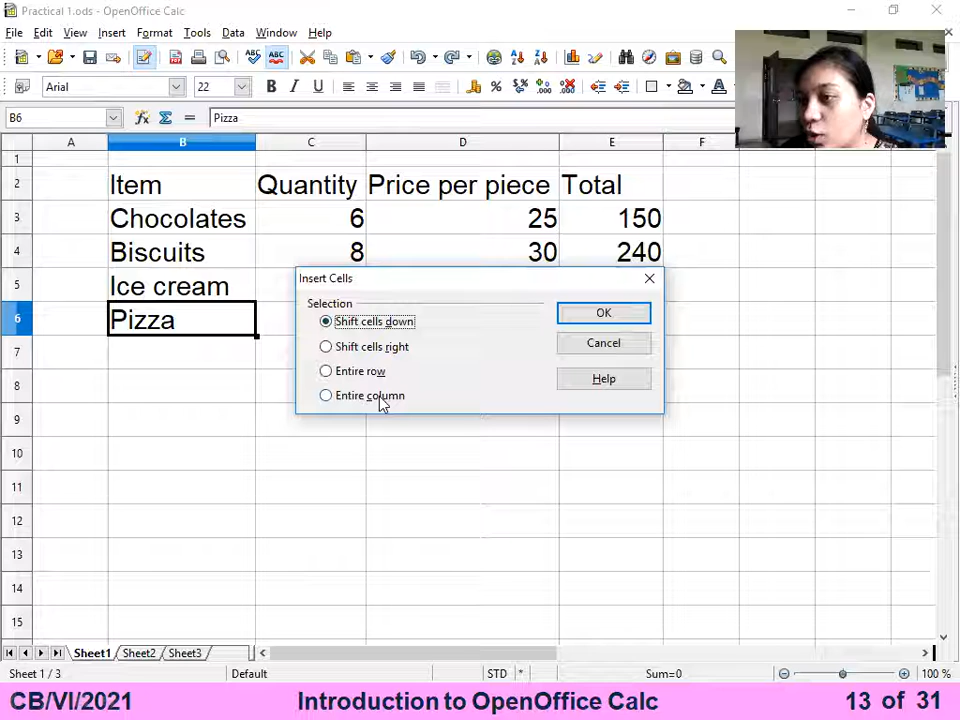 Practical 1.ods - OpenOffice Calc
File Edit View Insert Format Tools Data Window Help
Arial 22 B I U A
B6 Pizza
A B C D E F
1
2 Item Quantity Price per piece Total
3 Chocolates 6 25 150
4 Biscuits 8 30 240
5 Ice cream
6 Pizza
7
8
9
10
11
12
13
14
15
Insert Cells
Selection
Shift cells down
Shift cells right
Entire row
Entire column
OK
Cancel
Help
Sheet1 Sheet2 Sheet3
Sheet 1 / 3 Default STD * Sum=0 100 %
CB/VI/2021 Introduction to OpenOffice Calc 13 of 31